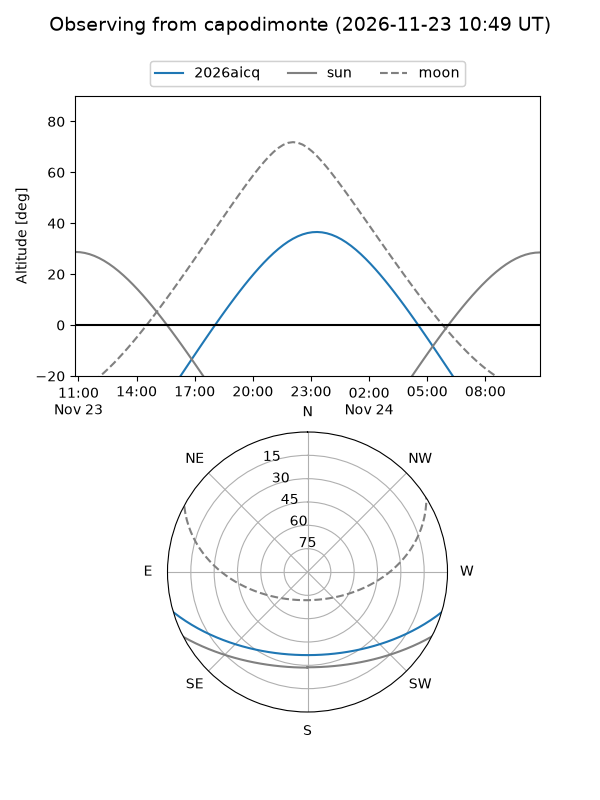 Observing from capodimonte (2026-11-23 10:49 UT)
2026aicq sun moon
Altitude [deg]
80
60
40
20
0
−20
11:00 14:00 17:00 20:00 23:00 02:00 05:00 08:00
Nov 23 Nov 24
N
NE NW
15
30
45
60
75
E W
SE SW
S